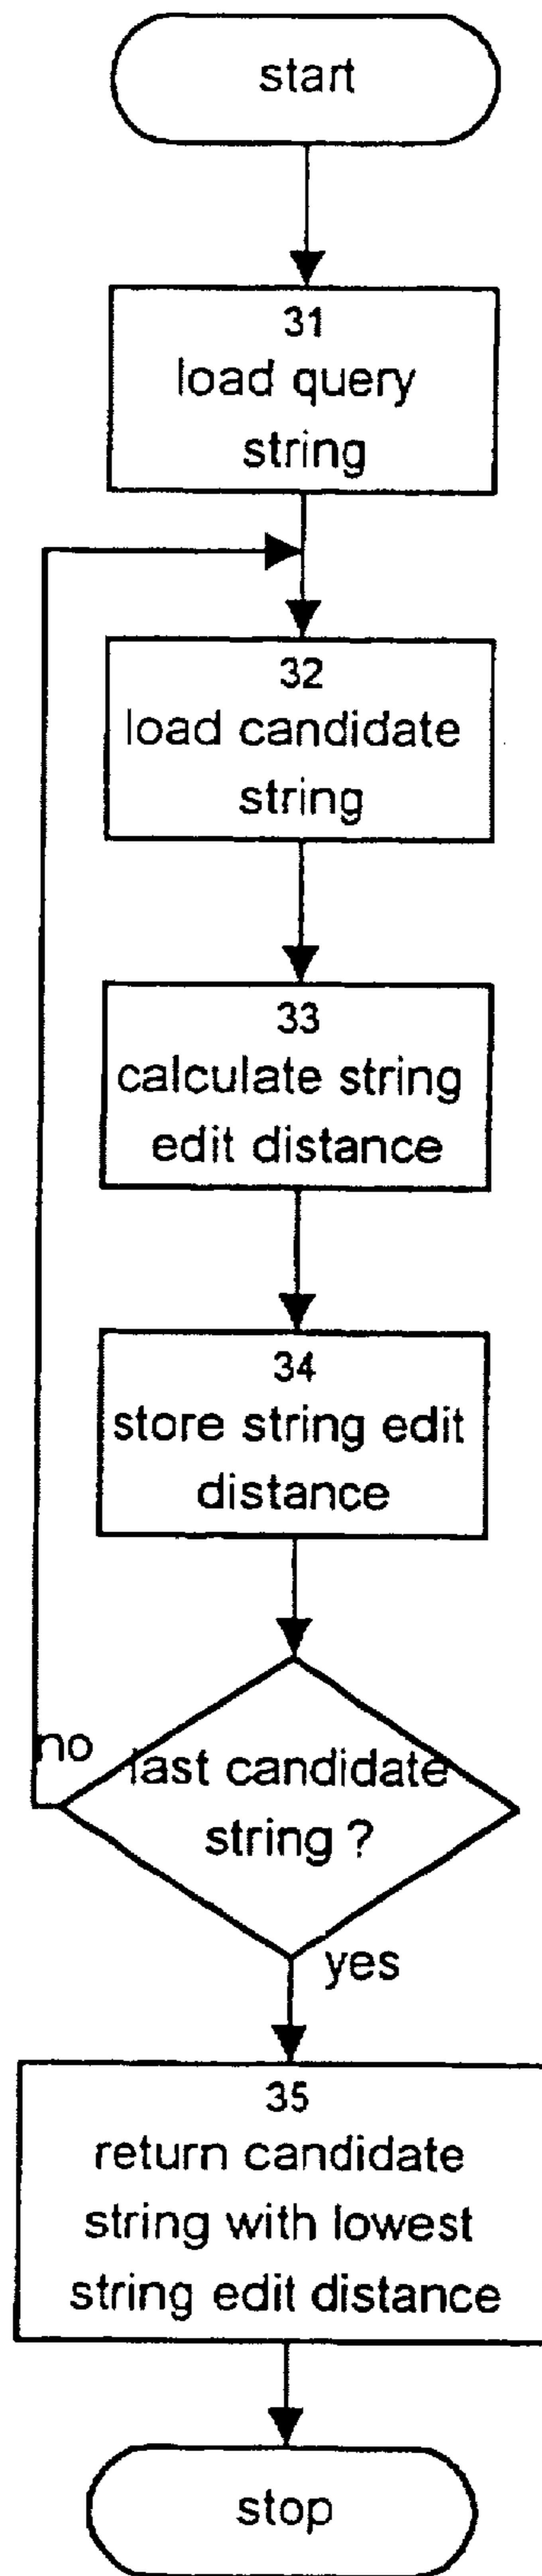 start
31
load query
string
32
load candidate
string
33
calculate string
edit distance
34
store string edit
distance
no
last candidate
string ?
yes
35
return candidate
string with lowest
string edit distance
stop